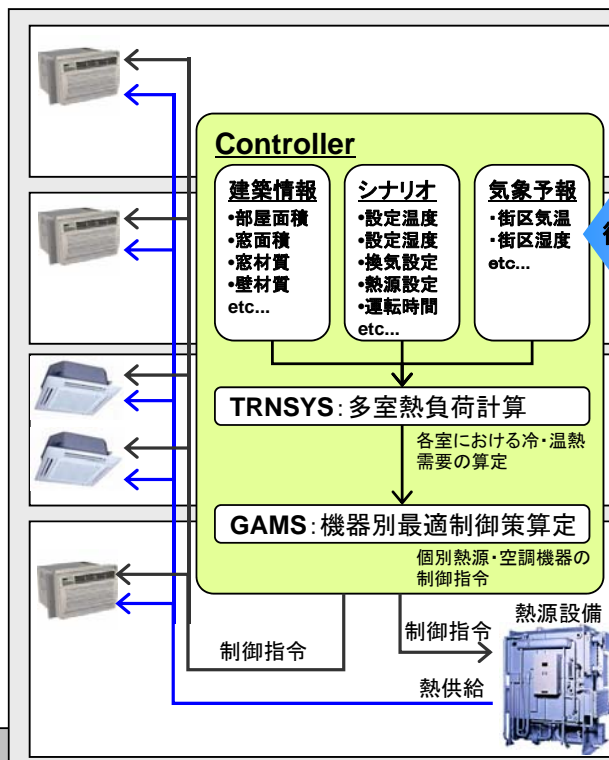 Controller
建築情報
•部屋面積
•窓面積
•窓材質
•壁材質
etc...
シナリオ
•設定温度
•設定湿度
•換気設定
•熱源設定
•運転時間
etc...
気象予報
・街区気温
・街区湿度
etc...
TRNSYS：多室熱負荷計算
各室における冷・温熱
需要の算定
GAMS：機器別最適制御策算定
個別熱源・空調機器の
制御指令
熱源設備
制御指令
制御指令
熱供給